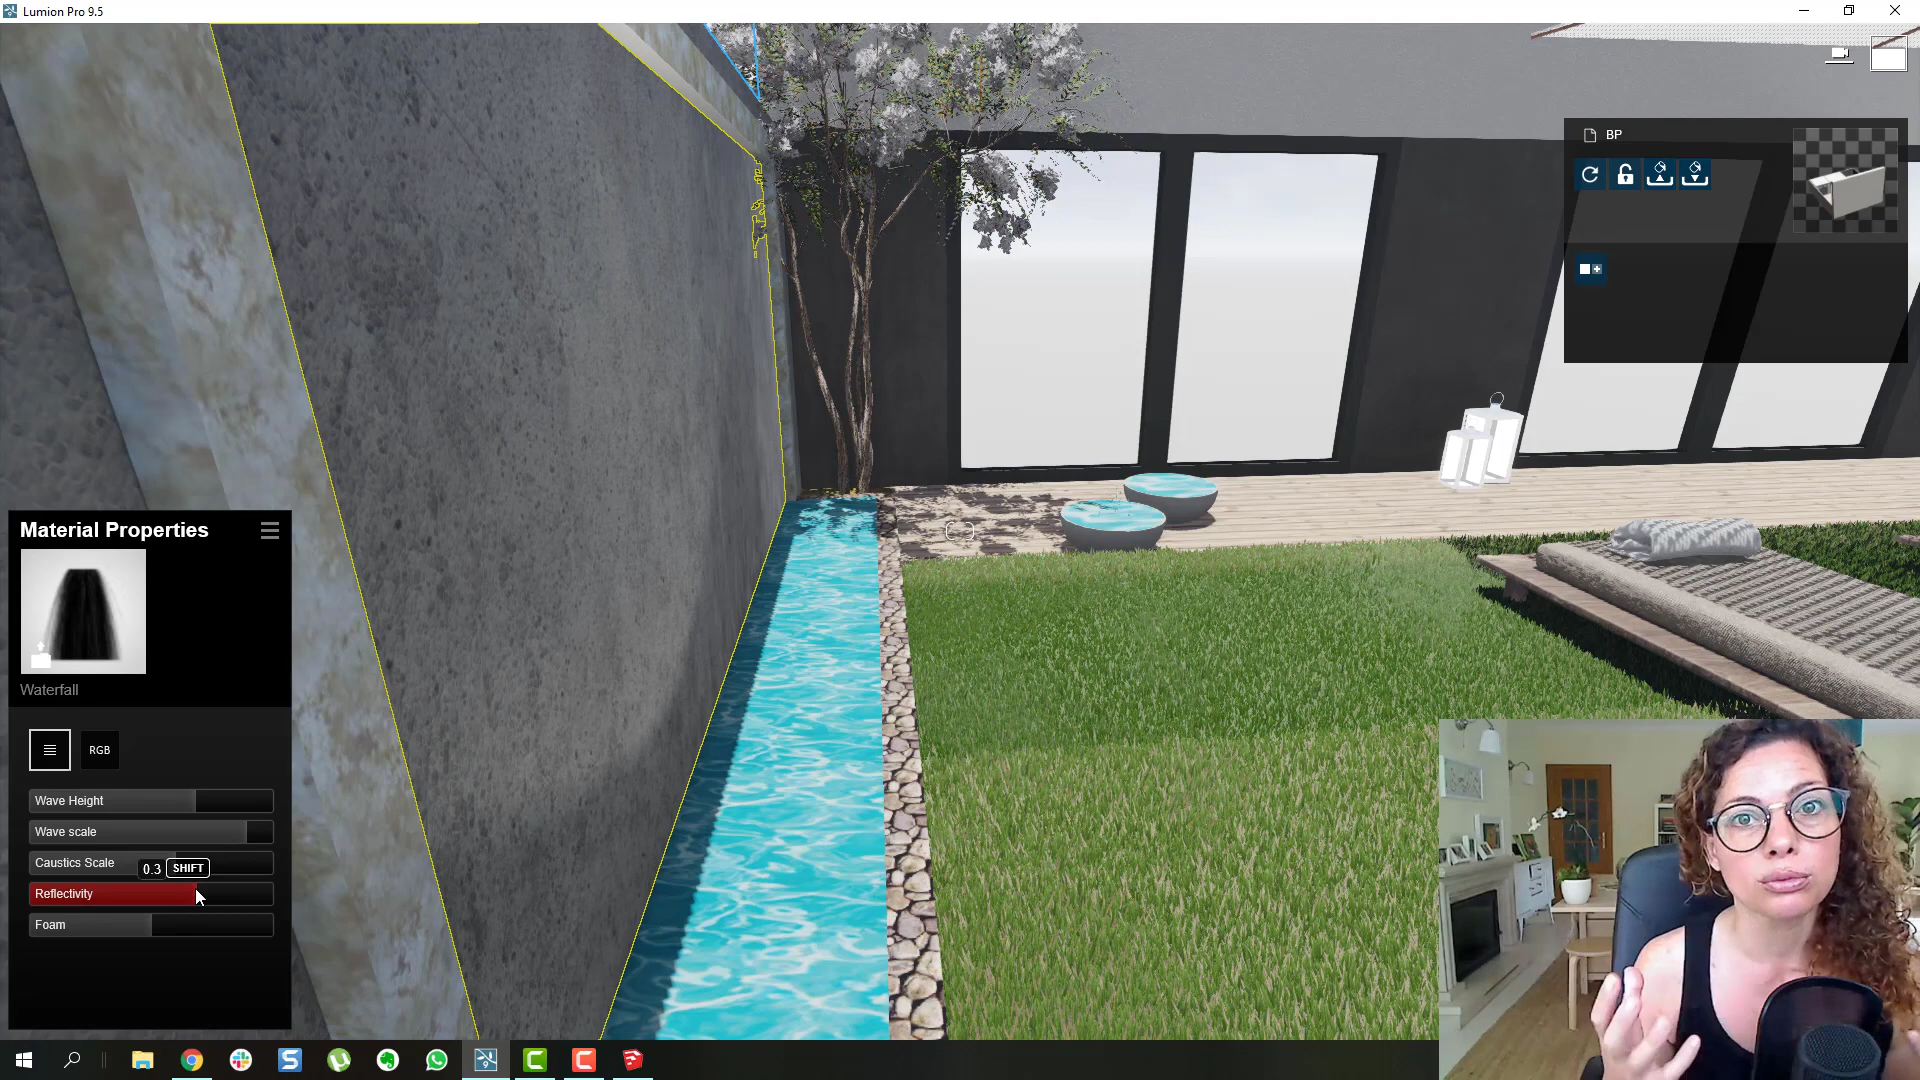 Lumion Pro 9.5
BP
Material Properties
Waterfall
RGB
Wave Height
Wave scale
Caustics Scale
0.3 SHIFT
Reflectivity
Foam